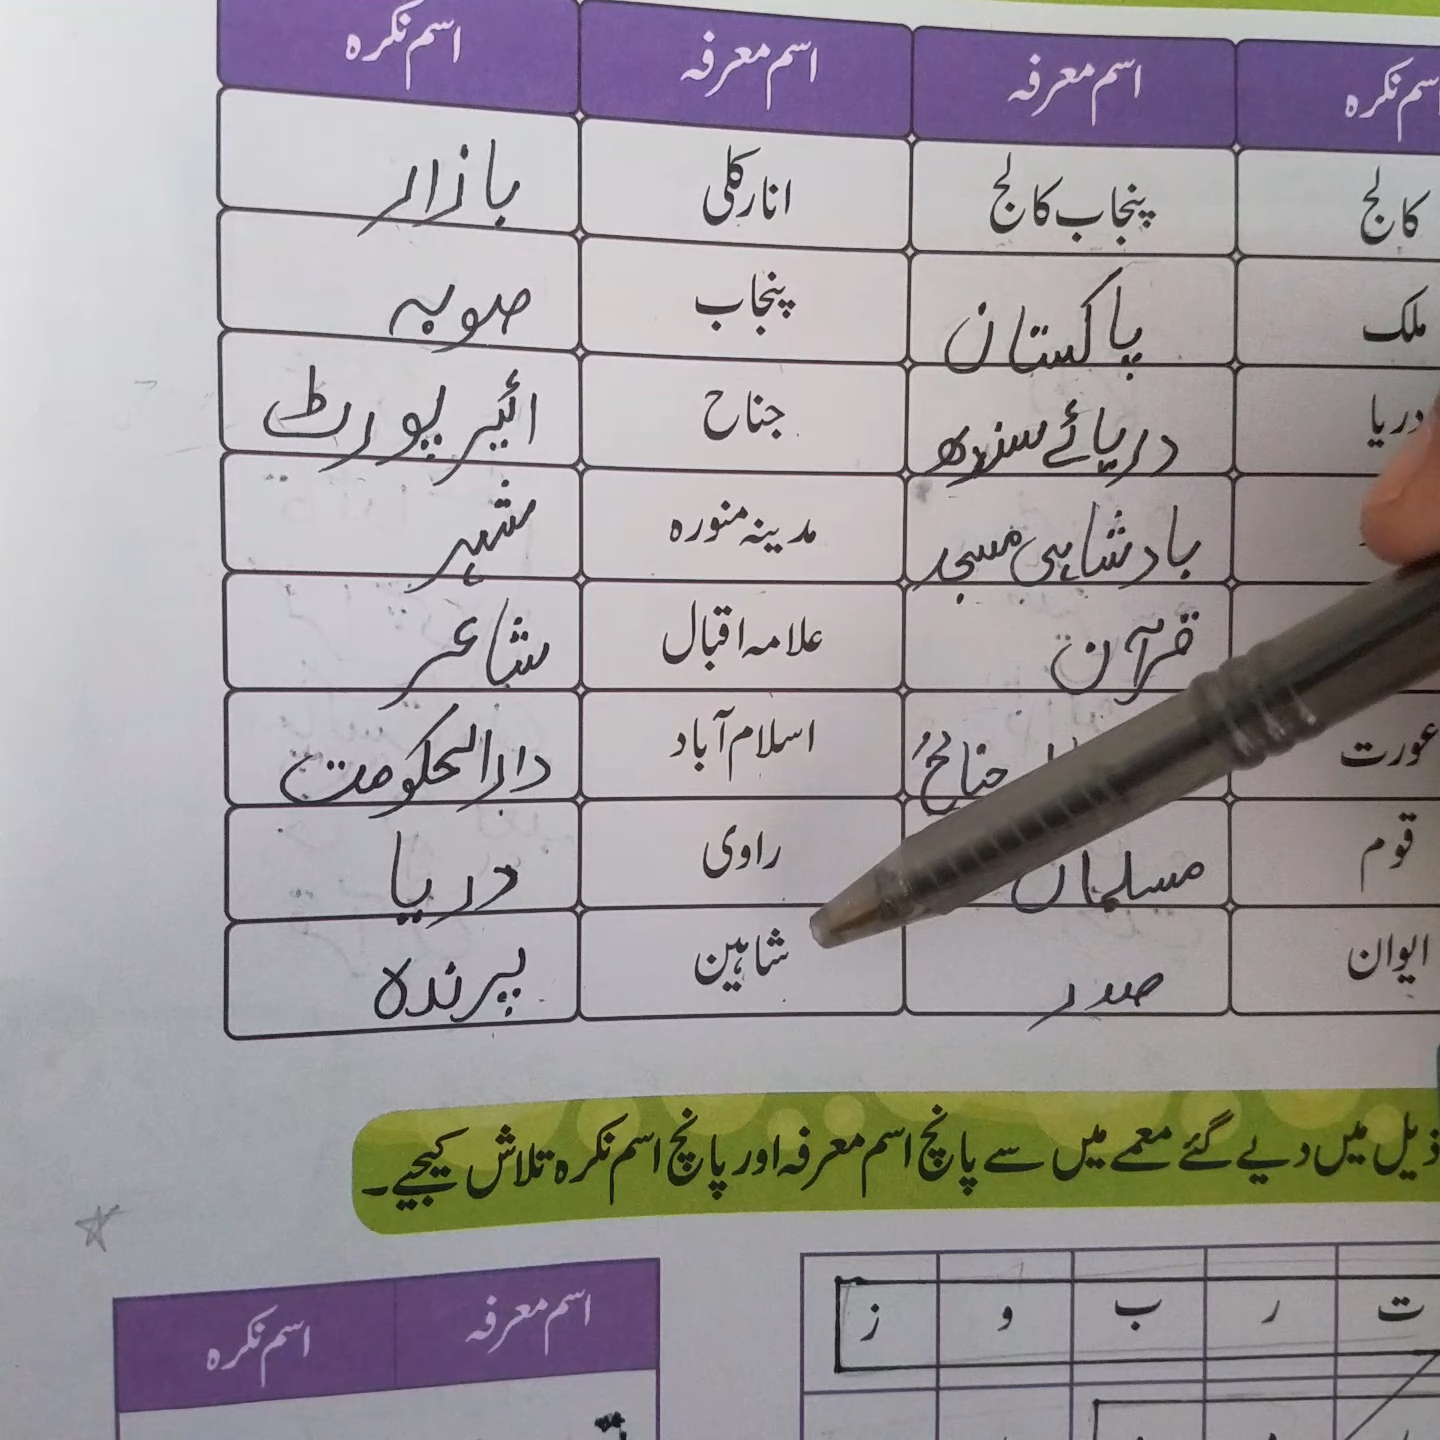 اسم نکرہ اسم معرفہ اسم معرفہ اسم نکرہ
کالج پنجاب کالج انارکلی بازار
ملک پاکستان پنجاب صوبہ
دریا دریائے سندھ جناح ائیرپورٹ
بادشاہی مسجد مدینہ منورہ شہر
قرآن علامہ اقبال شاعر
عورت جناحؒ اسلام آباد دارالحکومت
قوم مسلمان راوی دریا
ایوان صدر شاہین پرندہ
ذیل میں دیے گئے معمے میں سے پانچ اسم معرفہ اور پانچ اسم نکرہ تلاش کیجیے۔
ت ر ب و ز
اسم معرفہ اسم نکرہ